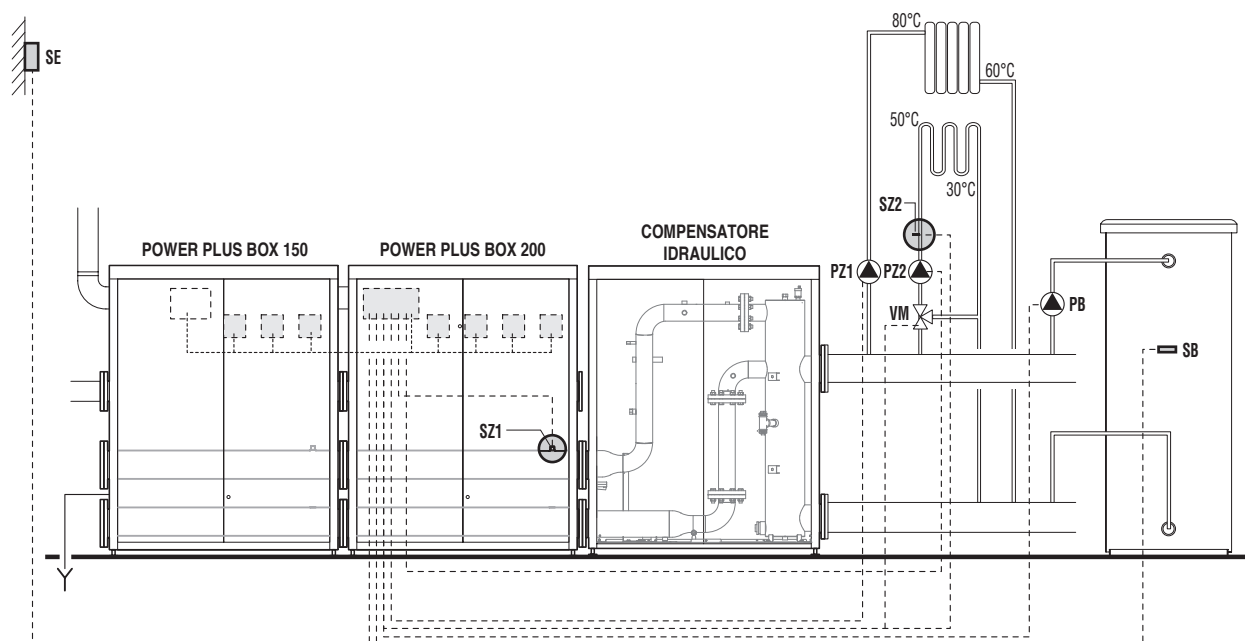 SE
80°C
60°C
50°C
30°C
SZ2
PZ1
PZ2
VM
PB
SB
POWER PLUS BOX 150
POWER PLUS BOX 200
COMPENSATORE
IDRAULICO
SZ1